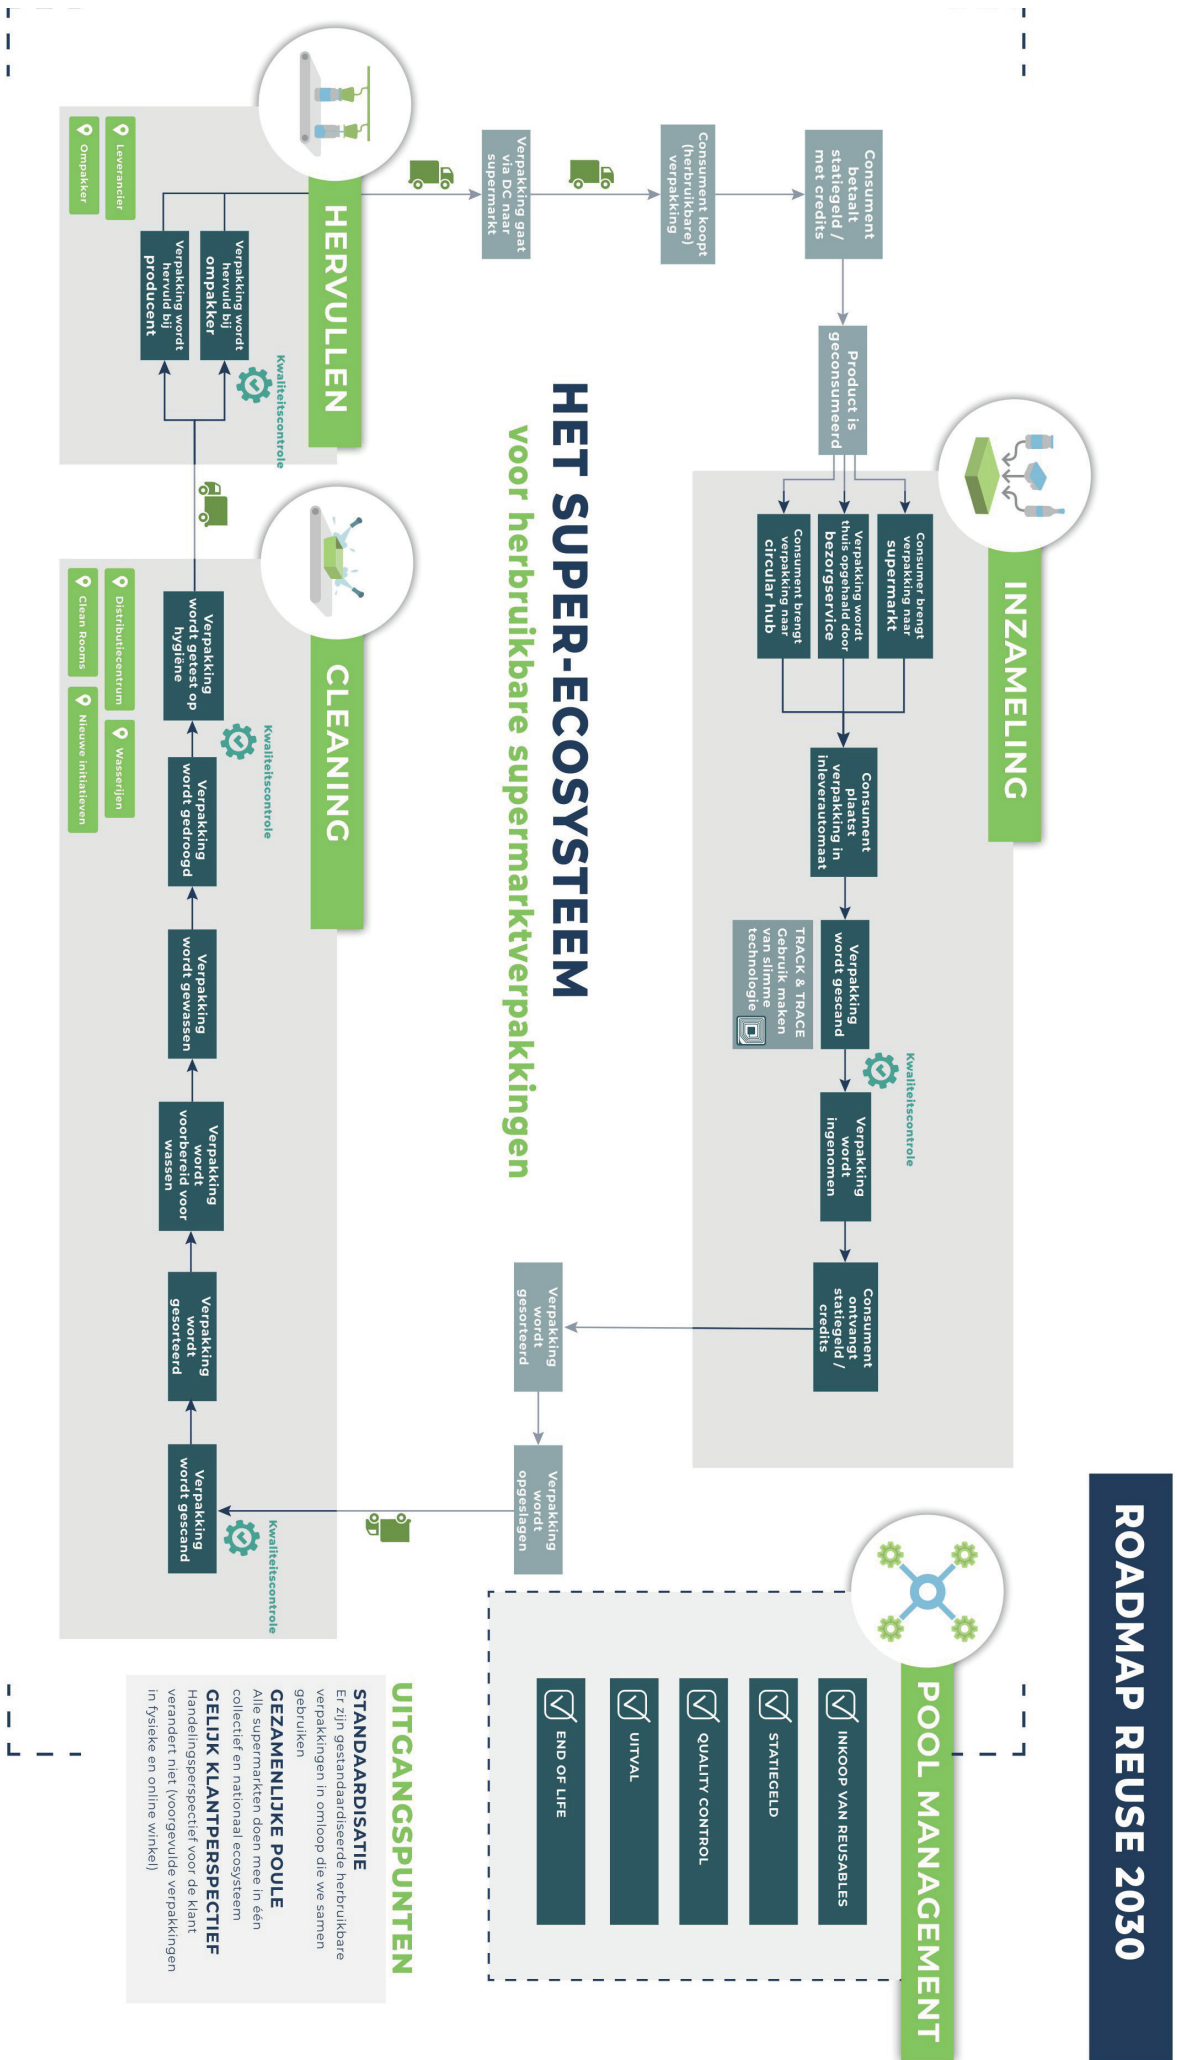 ROADMAP REUSE 2030
HET SUPER-ECOSYSTEEM
voor herbruikbare supermarktverpakkingen
HERVULLEN
Leverancier
Ompakker
Verpakking wordt
hervuld bij
ompakker
Verpakking wordt
hervuld bij
producent
Kwaliteitscontrole
Verpakking gaat
via DC naar
supermarkt
Consument koopt
(herbruikbare)
verpakking
Consument
betaalt
statiegeld /
met credits
Product is
geconsumeerd
INZAMELING
Consumer brengt
verpakking naar
supermarkt
Verpakking wordt
thuis opgehaald door
bezorgservice
Consument brengt
verpakking naar
circular hub
Consument
plaatst
verpakking in
inleverautomaat
Verpakking
wordt gescand
TRACK & TRACE
Gebruik maken
van slimme
technologie
Kwaliteitscontrole
Verpakking
wordt
ingenomen
Consument
ontvangt
statiegeld /
credits
Verpakking
wordt
gesorteerd
Verpakking
wordt
opgeslagen
CLEANING
Kwaliteitscontrole
Verpakking
wordt gescand
Verpakking
wordt
gesorteerd
Verpakking
wordt
voorbereid voor
wassen
Verpakking
wordt gewassen
Verpakking
wordt gedroogd
Kwaliteitscontrole
Verpakking
wordt getest op
hygiëne
Distributiecentrum
Wasserijen
Clean Rooms
Nieuwe initiatieven
POOL MANAGEMENT
INKOOP VAN REUSABLES
STATIEGELD
QUALITY CONTROL
UITVAL
END OF LIFE
UITGANGSPUNTEN
STANDAARDISATIE
Er zijn gestandaardiseerde herbruikbare
verpakkingen in omloop die we samen
gebruiken
GEZAMENLIJKE POULE
Alle supermarkten doen mee in één
collectief en nationaal ecosysteem
GELIJK KLANTPERSPECTIEF
Handelingsperspectief voor de klant
verandert niet (voorgevulde verpakkingen
in fysieke en online winkel)